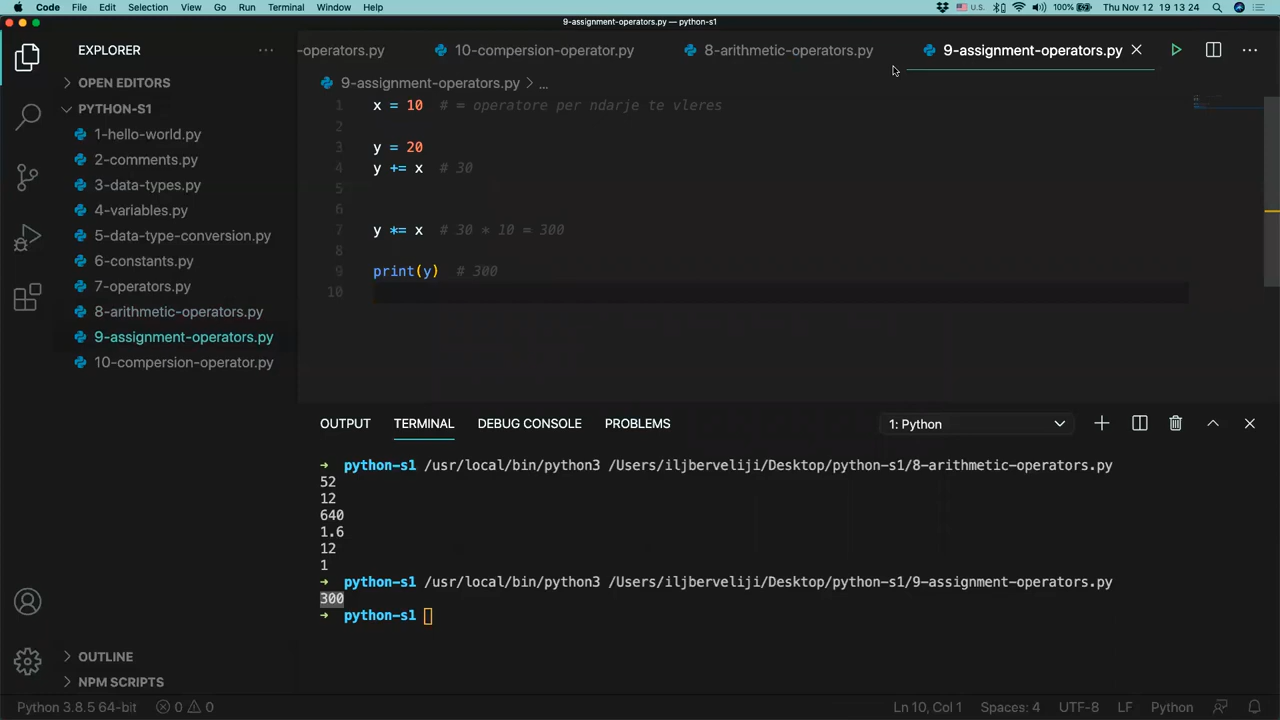 Code File Edit Selection View Go Run Terminal Window Help U.S. 100% Thu Nov 12 19 13 24
9-assignment-operators.py — python-s1
EXPLORER
-operators.py 10-compersion-operator.py 8-arithmetic-operators.py 9-assignment-operators.py
OPEN EDITORS
PYTHON-S1
1-hello-world.py
2-comments.py
3-data-types.py
4-variables.py
5-data-type-conversion.py
6-constants.py
7-operators.py
8-arithmetic-operators.py
9-assignment-operators.py
10-compersion-operator.py
9-assignment-operators.py > ...
1 x = 10 # = operatore per ndarje te vleres
2
3 y = 20
4 y += x # 30
5
6
7 y *= x # 30 * 10 = 300
8
9 print(y) # 300
10
OUTPUT TERMINAL DEBUG CONSOLE PROBLEMS 1: Python
→ python-s1 /usr/local/bin/python3 /Users/iljberveliji/Desktop/python-s1/8-arithmetic-operators.py
52
12
640
1.6
12
1
→ python-s1 /usr/local/bin/python3 /Users/iljberveliji/Desktop/python-s1/9-assignment-operators.py
300
→ python-s1
OUTLINE
NPM SCRIPTS
Python 3.8.5 64-bit 0 0 Ln 10, Col 1 Spaces: 4 UTF-8 LF Python